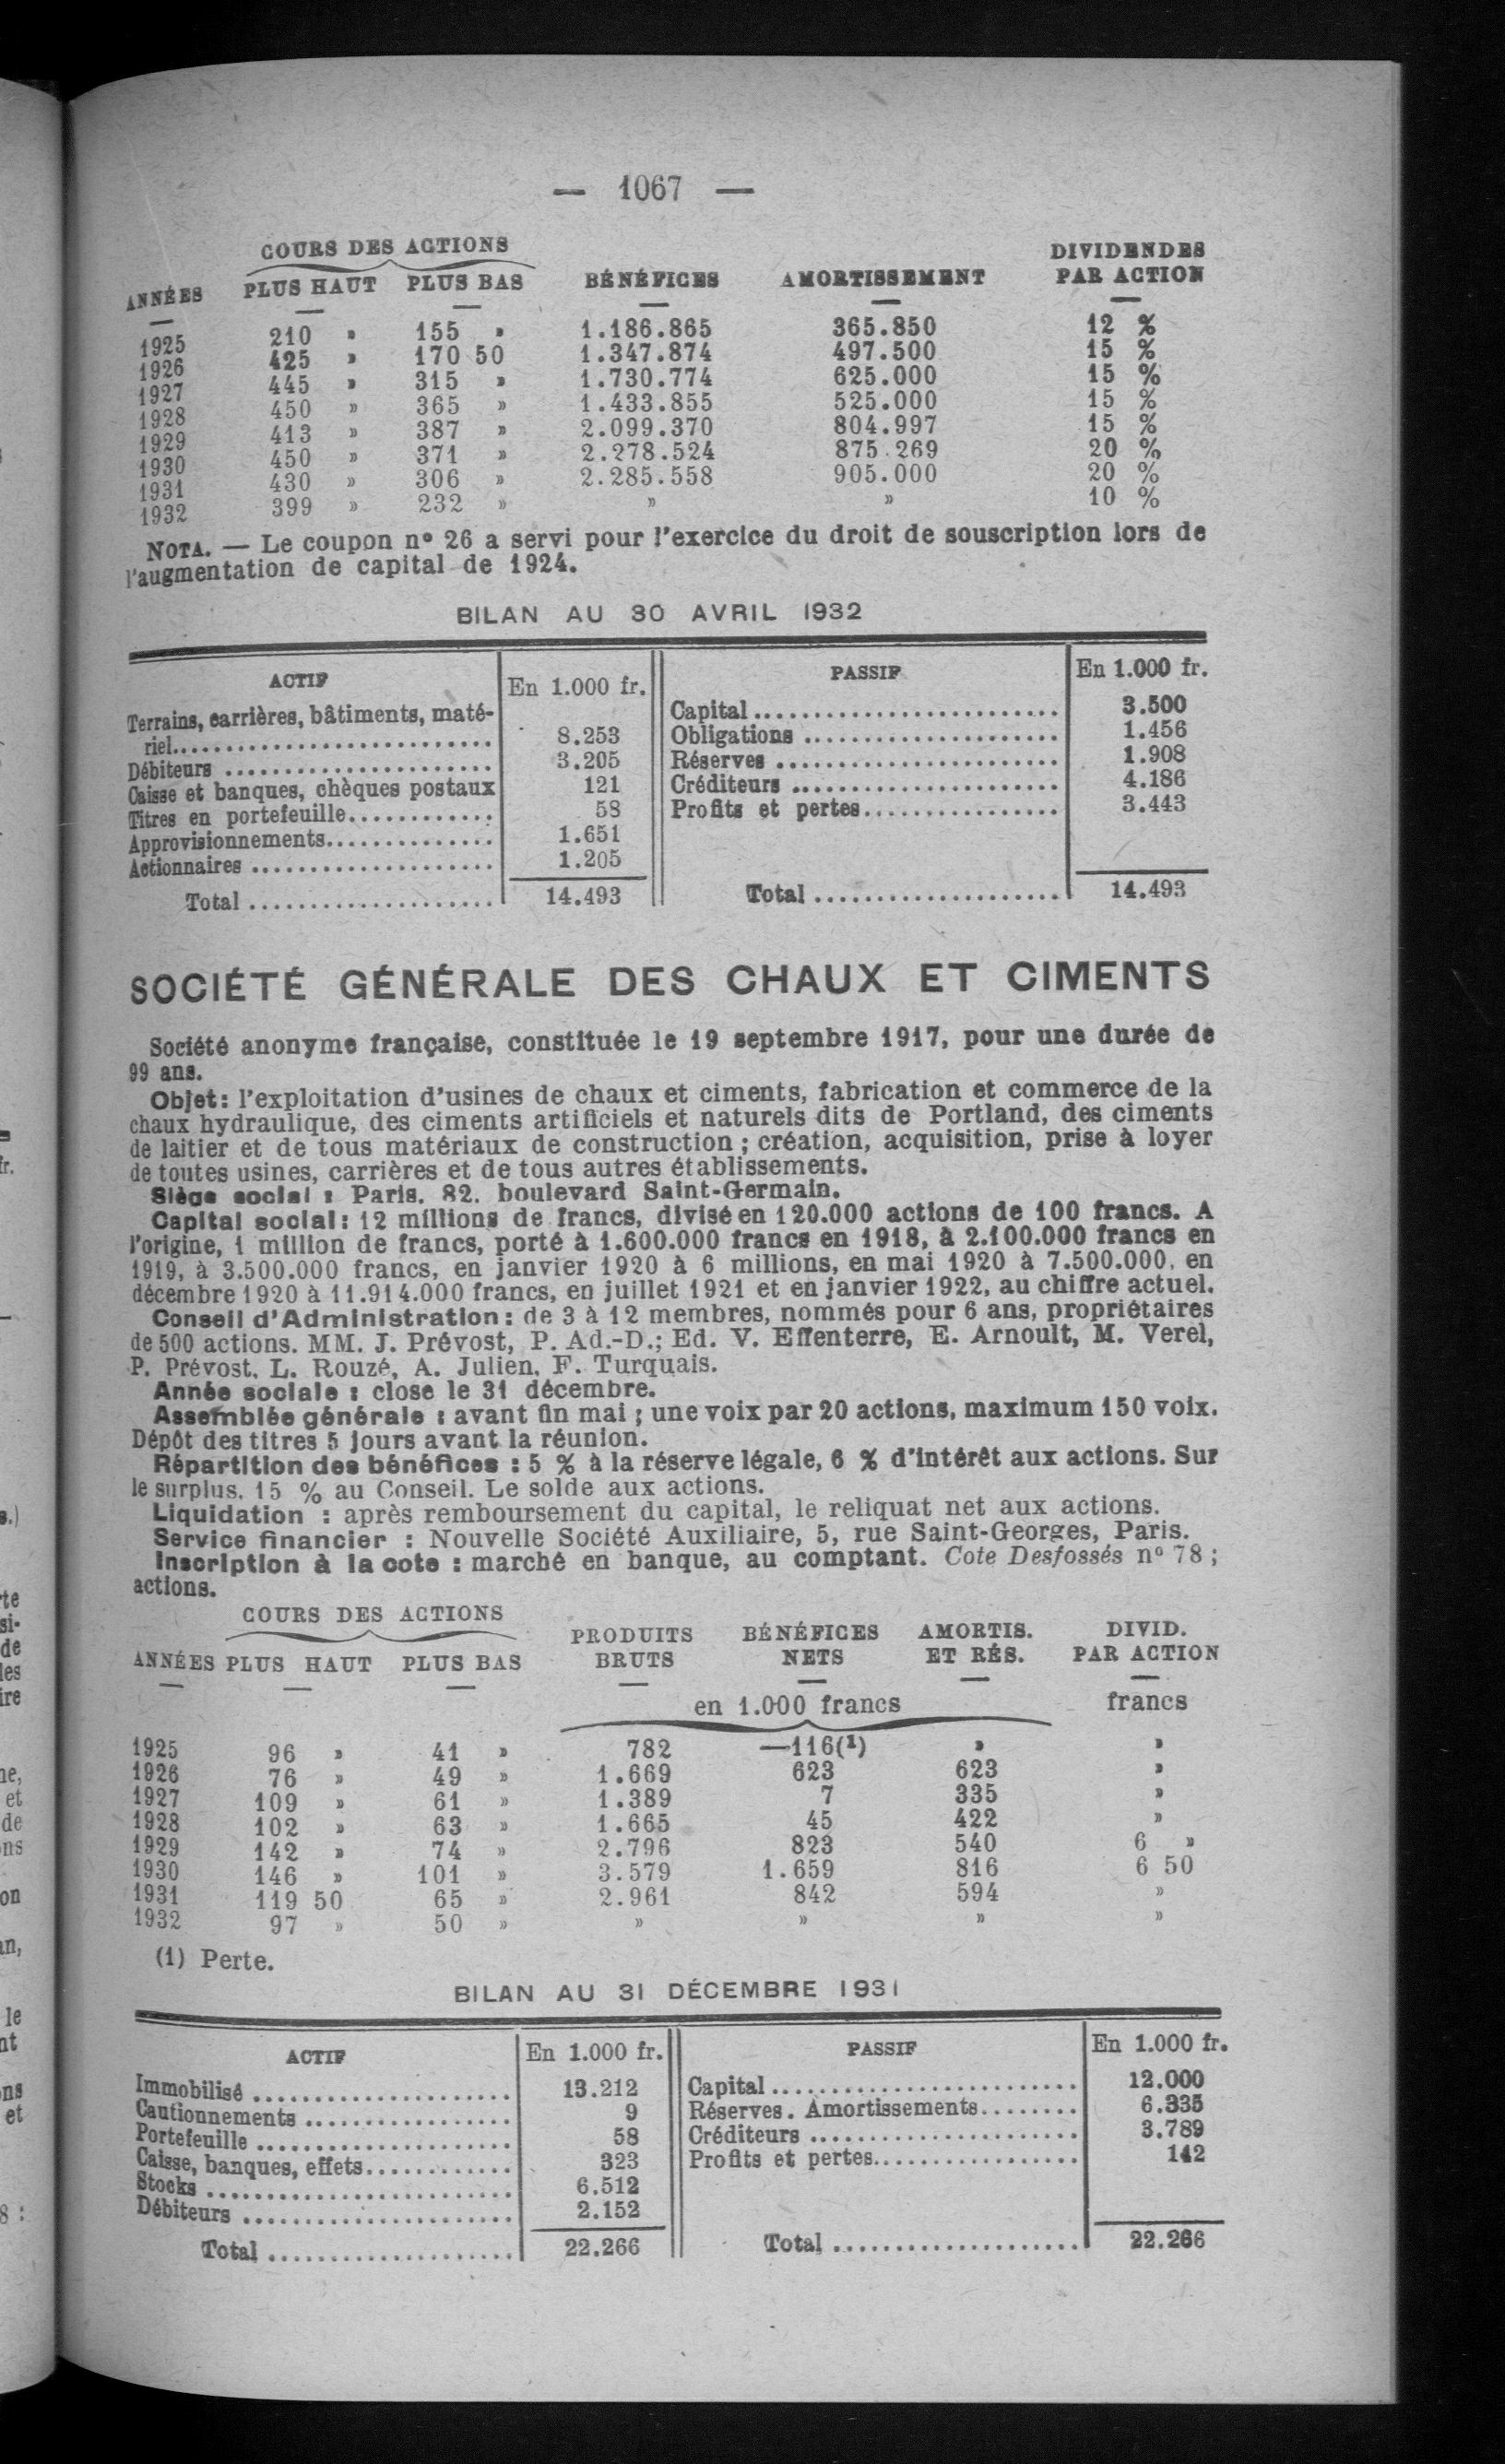 — 1067 —
COURS DES ACTIONS
DIVIDENDES
ANNÉES PLUS HAUT PLUS BAS BÉNÉFICES AMORTISSEMENT PAR ACTION
1925 210 » 155 » 1.186.865 365.850 12 %
1926 425 » 170 50 1.347.874 497.500 15 %
1927 445 » 315 » 1.730.774 625.000 15 %
1928 450 » 365 » 1.433.855 525.000 15 %
1929 413 » 387 » 2.099.370 804.997 15 %
1930 450 » 371 » 2.278.524 875.269 20 %
1931 430 » 306 » 2.285.558 905.000 20 %
1932 399 » 232 » » » 10 %
NOTA. — Le coupon nº 26 a servi pour l'exercice du droit de souscription lors de
l'augmentation de capital de 1924.
BILAN AU 30 AVRIL 1932
ACTIF En 1.000 fr. PASSIF En 1.000 fr.
Terrains, carrières, bâtiments, maté-
riel........................... 8.253
Débiteurs ...................... 3.205
Caisse et banques, chèques postaux 121
Titres en portefeuille............ 58
Approvisionnements.............. 1.651
Actionnaires .................... 1.205
Total .................... 14.493
Capital......................... 3.500
Obligations ..................... 1.456
Réserves ....................... 1.908
Créditeurs ...................... 4.186
Profits et pertes................ 3.443
Total .................... 14.493
SOCIÉTÉ GÉNÉRALE DES CHAUX ET CIMENTS
Société anonyme française, constituée le 19 septembre 1917, pour une durée de
99 ans.
Objet: l'exploitation d'usines de chaux et ciments, fabrication et commerce de la
chaux hydraulique, des ciments artificiels et naturels dits de Portland, des ciments
de laitier et de tous matériaux de construction ; création, acquisition, prise à loyer
de toutes usines, carrières et de tous autres établissements.
Siège social : Paris, 82, boulevard Saint-Germain.
Capital social: 12 millions de francs, divisé en 120.000 actions de 100 francs. A
l'origine, 1 million de francs, porté à 1.600.000 francs en 1918, à 2.100.000 francs en
1919, à 3.500.000 francs, en janvier 1920 à 6 millions, en mai 1920 à 7.500.000, en
décembre 1920 à 11.914.000 francs, en juillet 1921 et en janvier 1922, au chiffre actuel.
Conseil d'Administration: de 3 à 12 membres, nommés pour 6 ans, propriétaires
de 500 actions. MM. J. Prévost, P. Ad.-D.; Ed. V. Effenterre, E. Arnoult, M. Verel,
P. Prévost, L. Rouzé, A. Julien, F. Turquais.
Année sociale : close le 31 décembre.
Assemblée générale : avant fin mai ; une voix par 20 actions, maximum 150 voix.
Dépôt des titres 5 jours avant la réunion.
Répartition des bénéfices : 5 % à la réserve légale, 6 % d'intérêt aux actions. Sur
le surplus, 15 % au Conseil. Le solde aux actions.
Liquidation : après remboursement du capital, le reliquat net aux actions.
Service financier : Nouvelle Société Auxiliaire, 5, rue Saint-Georges, Paris.
Inscription à la cote : marché en banque, au comptant. Cote Desfossés nº 78 ;
actions.
COURS DES ACTIONS
PRODUITS BÉNÉFICES AMORTIS. DIVID.
ANNÉES PLUS HAUT PLUS BAS BRUTS NETS ET RÉS. PAR ACTION
en 1.000 francs francs
1925 96 » 41 » 782 —116(1) » »
1926 76 » 49 » 1.669 623 623 »
1927 109 » 61 » 1.389 7 335 »
1928 102 » 63 » 1.665 45 422 »
1929 142 » 74 » 2.796 823 540 6 »
1930 146 » 101 » 3.579 1.659 816 6 50
1931 119 50 65 » 2.961 842 594 »
1932 97 » 50 » » » » »
(1) Perte.
BILAN AU 31 DÉCEMBRE 1931
ACTIF En 1.000 fr. PASSIF En 1.000 fr.
Immobilisé ..................... 13.212
Cautionnements ................. 9
Portefeuille ..................... 58
Caisse, banques, effets............ 323
Stocks ......................... 6.512
Débiteurs ...................... 2.152
Total .................... 22.266
Capital......................... 12.000
Réserves. Amortissements........ 6.335
Créditeurs ...................... 3.789
Profits et pertes................. 142
Total .................... 22.266